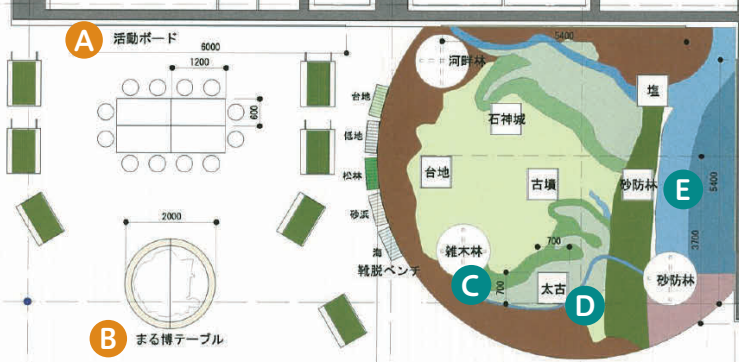 A 活動ボード
6000
1200
600
2000
B まる博テーブル
台地
低地
松林
砂浜
海
靴脱ベンチ
5400
河畔林
塩
石神城
台地
古墳
砂防林
E
5400
3700
雑木林
700
700
C
太古
D
砂防林